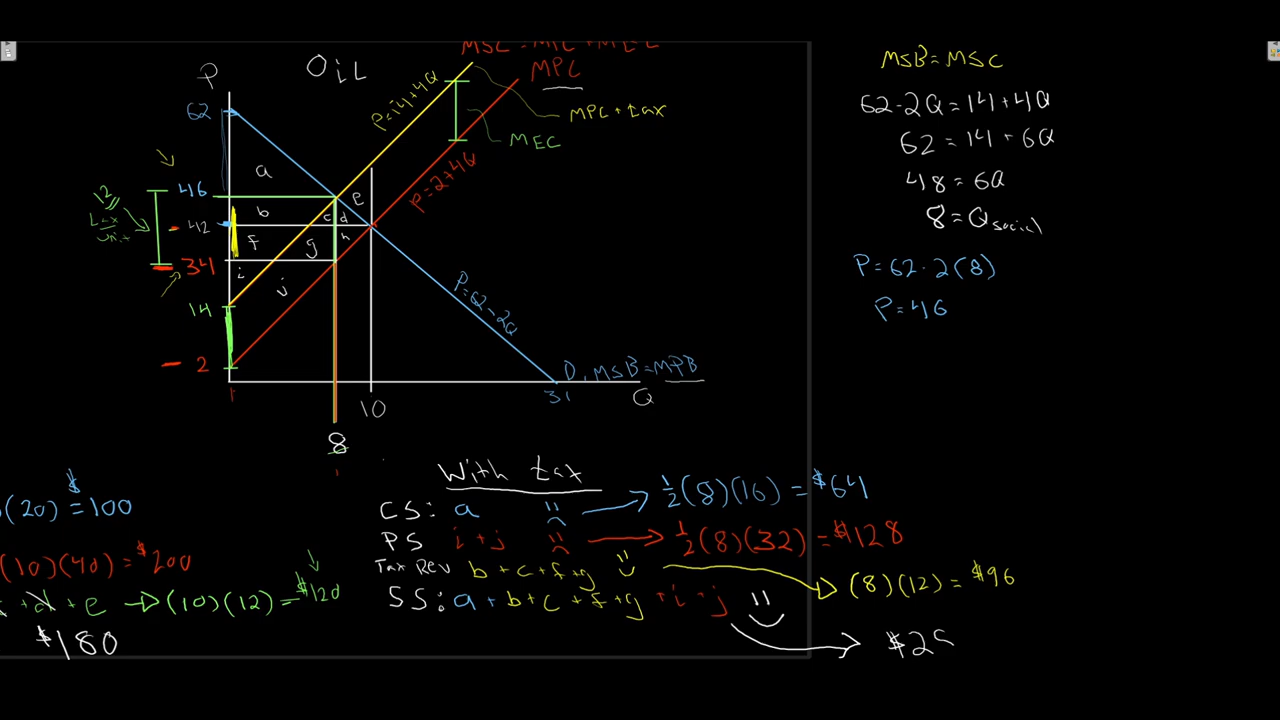 MSC = MPC + MEC
P
OiL
MPC
62
P=14+4Q
MPC+tax
MEC
a
P=2+4Q
12
46
e
b
c
d
42
f
g
h
34
i
j
14
P=62-2Q
2
D, MSB=MPB
10
31
Q
8
MSB=MSC
62-2Q=14+4Q
62=14+6Q
48=6Q
8=Qsocial
P=62-2(8)
P=46
With tax
$
(20)=100
CS: a → ½(8)(16)=$64
(10)(40)=$200
PS i+j → ½(8)(32)=$128
Tax Rev b+c+f+g → (8)(12)=$96
+d+e → (10)(12)=$120
SS: a+b+c+f+g+i+j → $28
$180